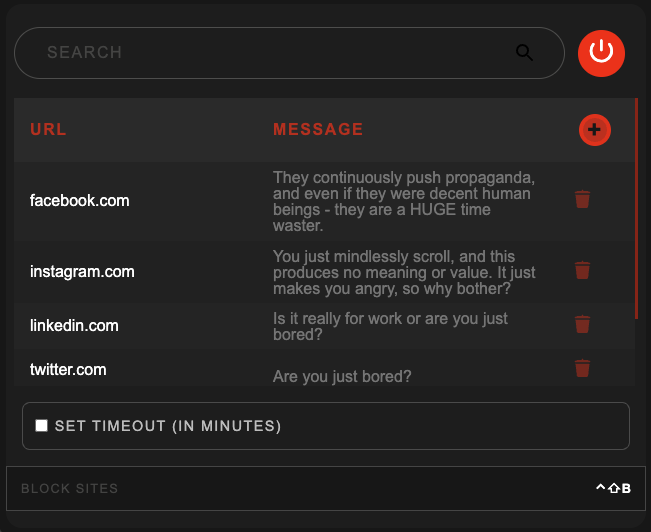 SEARCH
URL MESSAGE
facebook.com
They continuously push propaganda,
and even if they were decent human
beings - they are a HUGE time
waster.
instagram.com
You just mindlessly scroll, and this
produces no meaning or value. It just
makes you angry, so why bother?
linkedin.com
Is it really for work or are you just
bored?
twitter.com
Are you just bored?
SET TIMEOUT (IN MINUTES)
BLOCK SITES ^⇧B